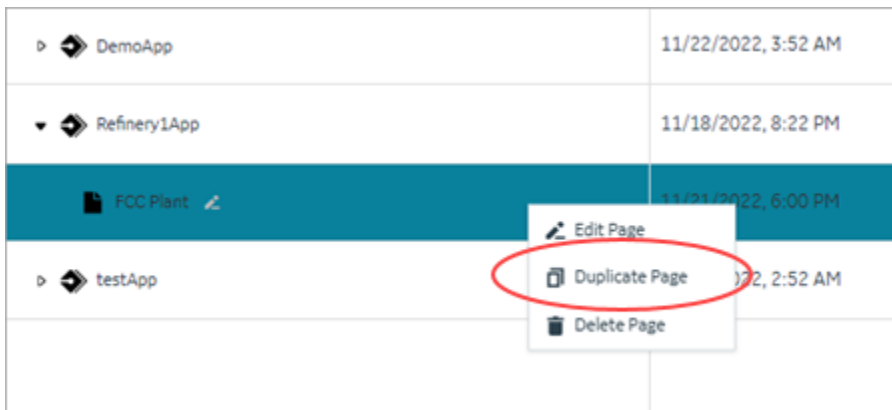 DemoApp 11/22/2022, 3:52 AM
Refinery1App 11/18/2022, 8:22 PM
FCC Plant 11/21/2022, 6:00 PM
Edit Page
Duplicate Page
testApp 022, 2:52 AM
Delete Page